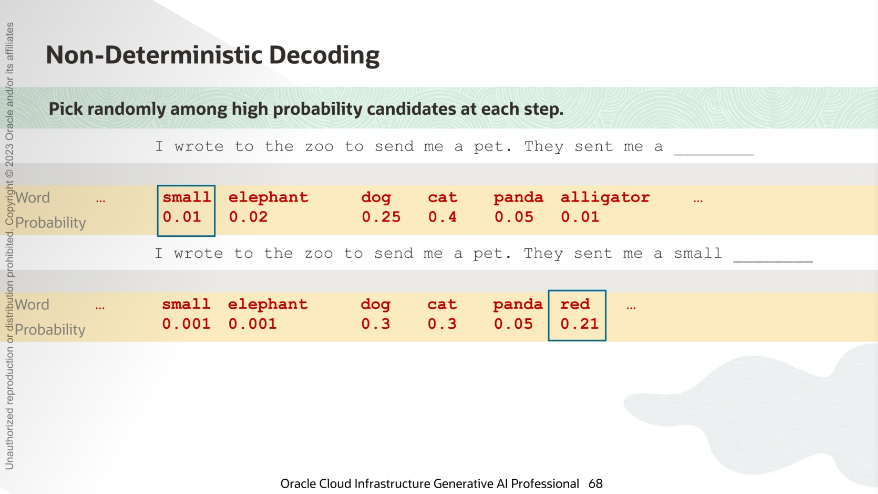 Non-Deterministic Decoding
Pick randomly among high probability candidates at each step.
I wrote to the zoo to send me a pet. They sent me a ________
Word ... small elephant dog cat panda alligator ...
Probability 0.01 0.02 0.25 0.4 0.05 0.01
I wrote to the zoo to send me a pet. They sent me a small ________
Word ... small elephant dog cat panda red ...
Probability 0.001 0.001 0.3 0.3 0.05 0.21
Oracle Cloud Infrastructure Generative AI Professional 68
Unauthorized reproduction or distribution prohibited. Copyright © 2023 Oracle and/or its affiliates